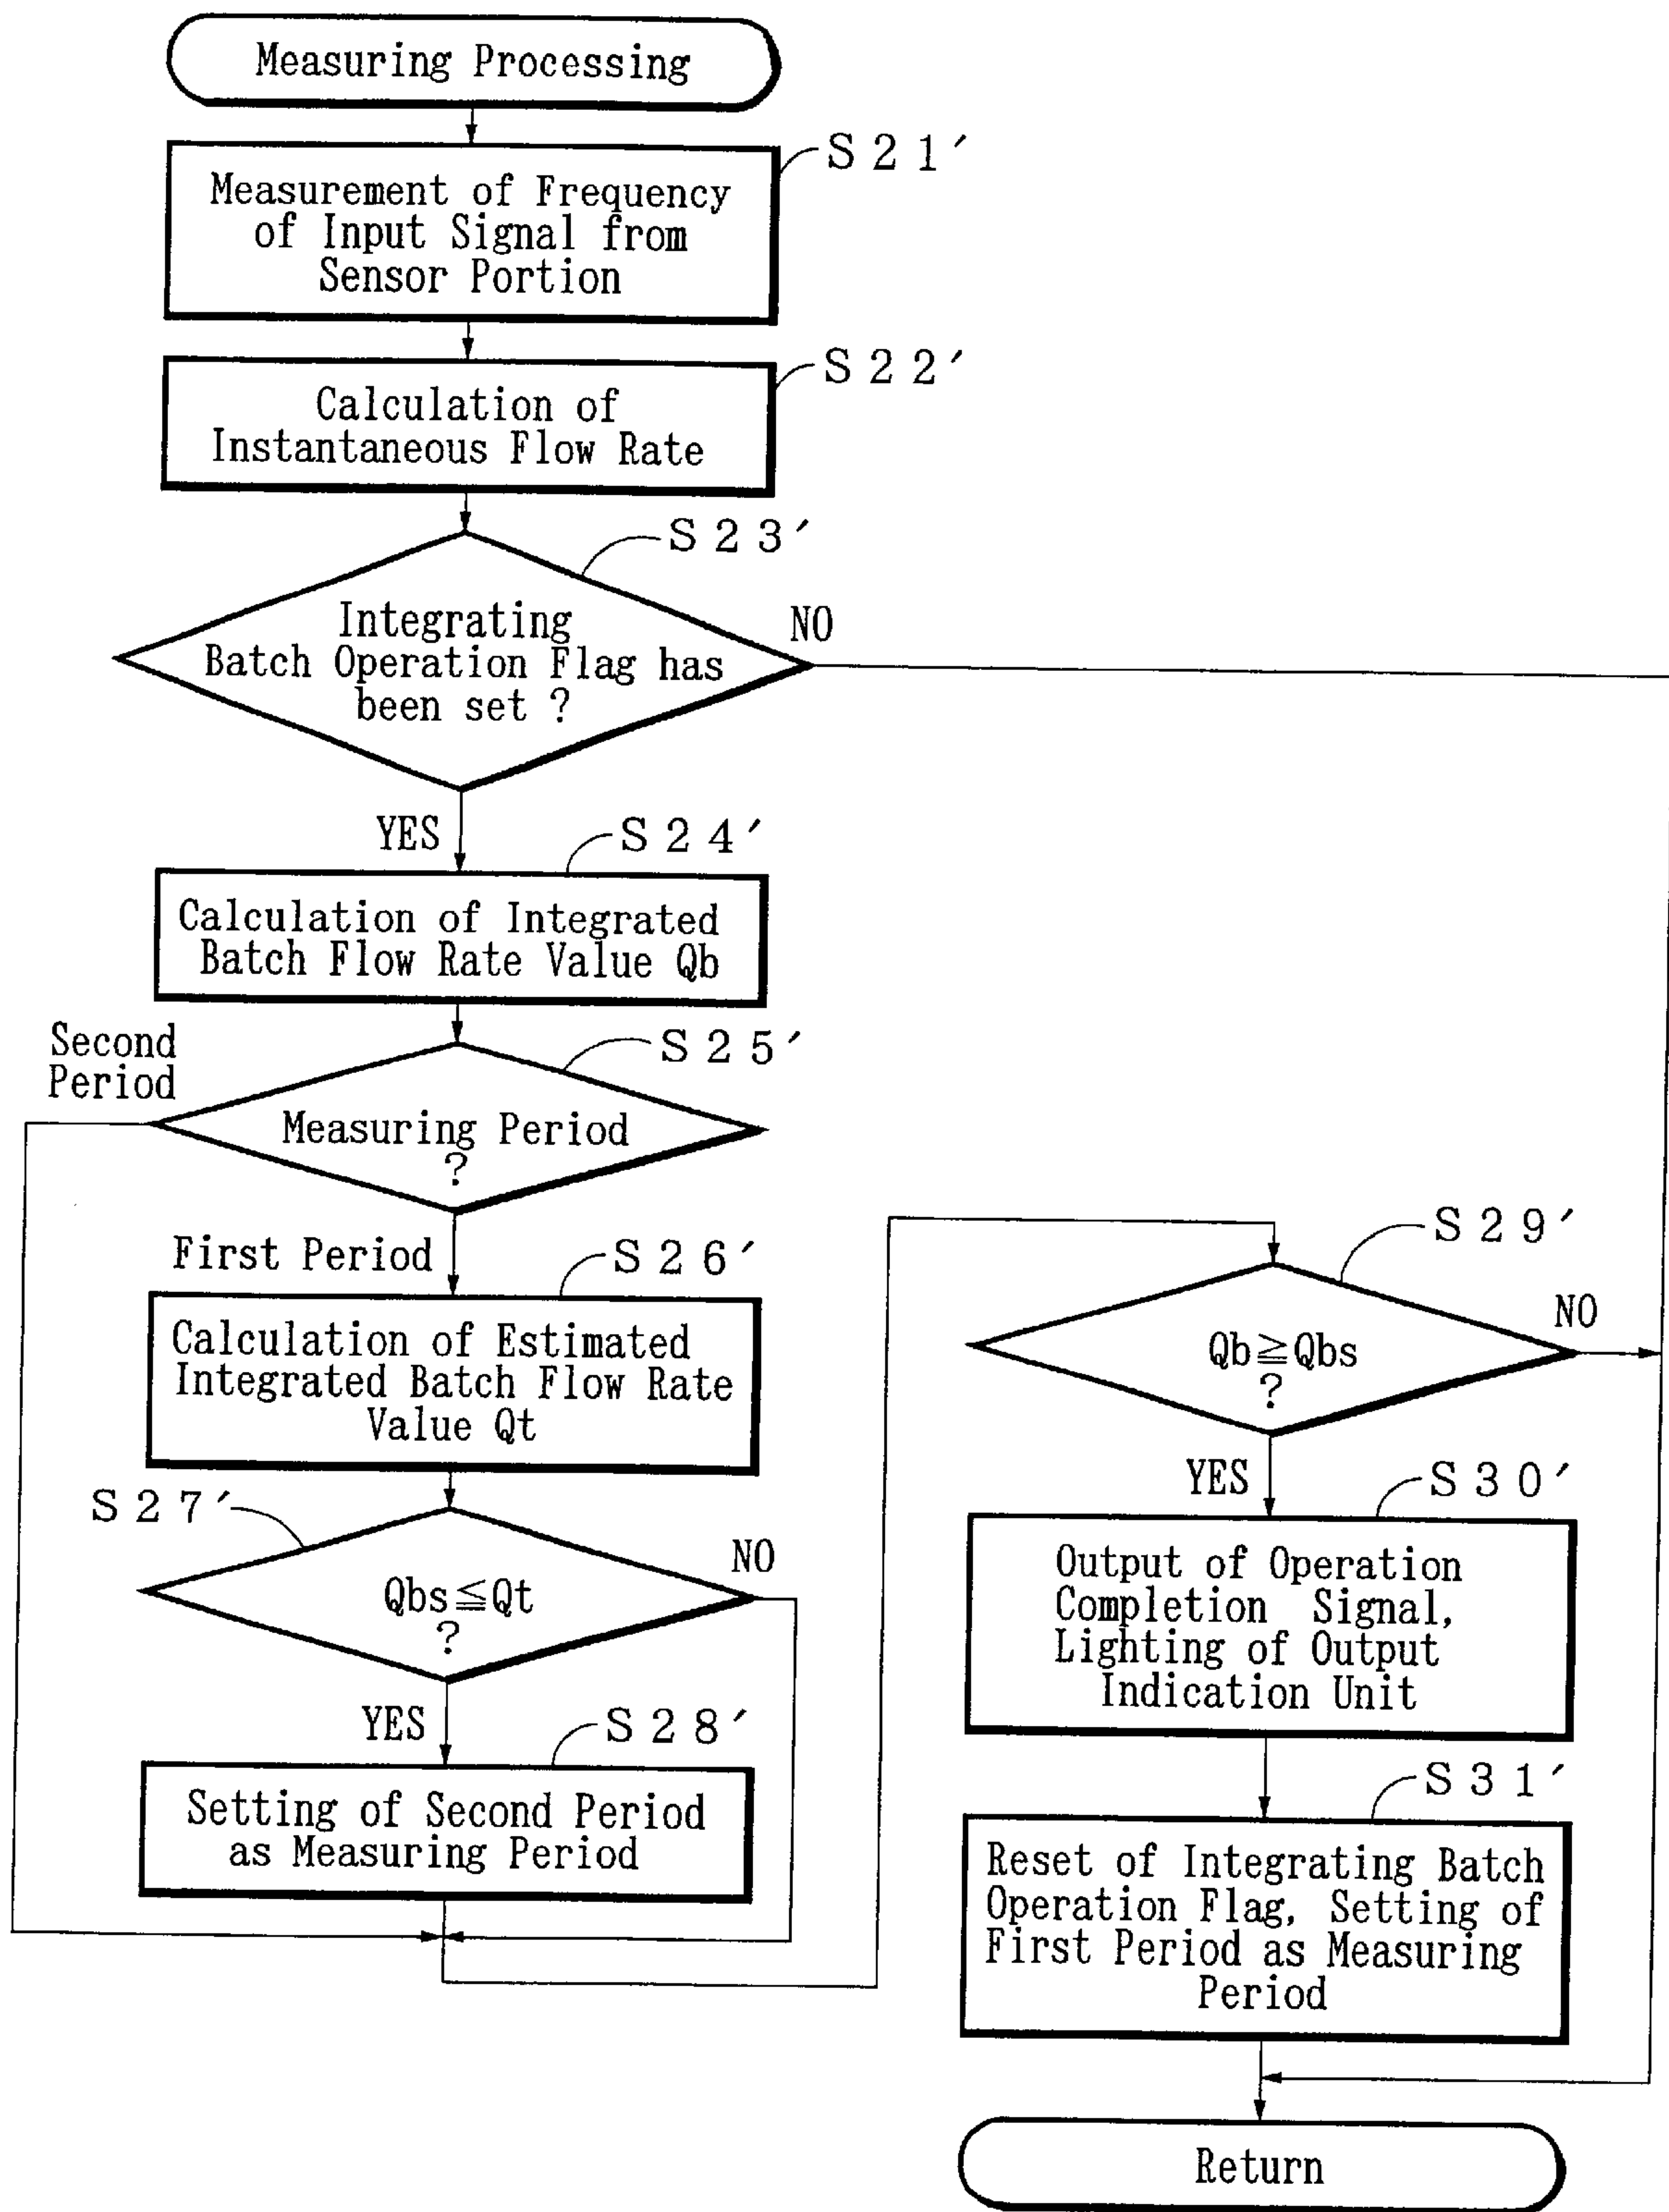 Measuring Processing
S21′
Measurement of Frequency
of Input Signal from
Sensor Portion
S22′
Calculation of
Instantaneous Flow Rate
S23′
Integrating
Batch Operation Flag has
been set ?
NO
YES
S24′
Calculation of Integrated
Batch Flow Rate Value Qb
Second
Period
S25′
Measuring Period
?
First Period
S26′
Calculation of Estimated
Integrated Batch Flow Rate
Value Qt
S27′
Qbs≦Qt
?
NO
YES
S28′
Setting of Second Period
as Measuring Period
S29′
Qb≧Qbs
?
NO
YES
S30′
Output of Operation
Completion Signal,
Lighting of Output
Indication Unit
S31′
Reset of Integrating Batch
Operation Flag, Setting of
First Period as Measuring
Period
Return